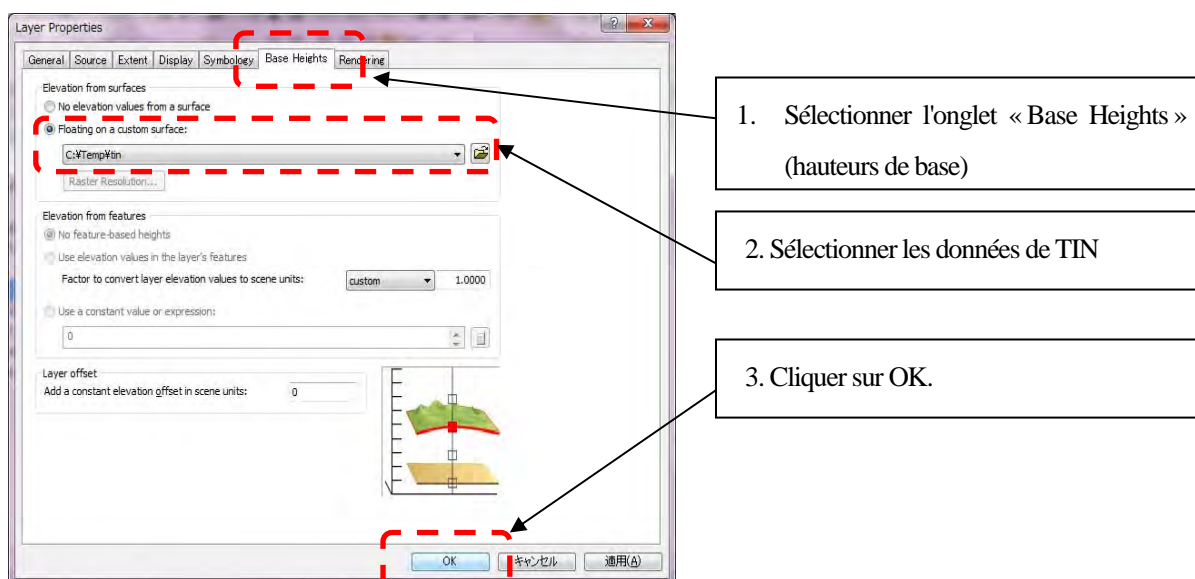 Layer Properties
General Source Extent Display Symbology Base Heights Rendering
Elevation from surfaces
No elevation values from a surface
Floating on a custom surface:
C:¥Temp¥tin
Raster Resolution...
Elevation from features
No feature-based heights
Use elevation values in the layer's features
Factor to convert layer elevation values to scene units: custom 1.0000
Use a constant value or expression:
0
Layer offset
Add a constant elevation offset in scene units: 0
OK キャンセル 適用(A)
1. Sélectionner l'onglet « Base Heights »
(hauteurs de base)
2. Sélectionner les données de TIN
3. Cliquer sur OK.